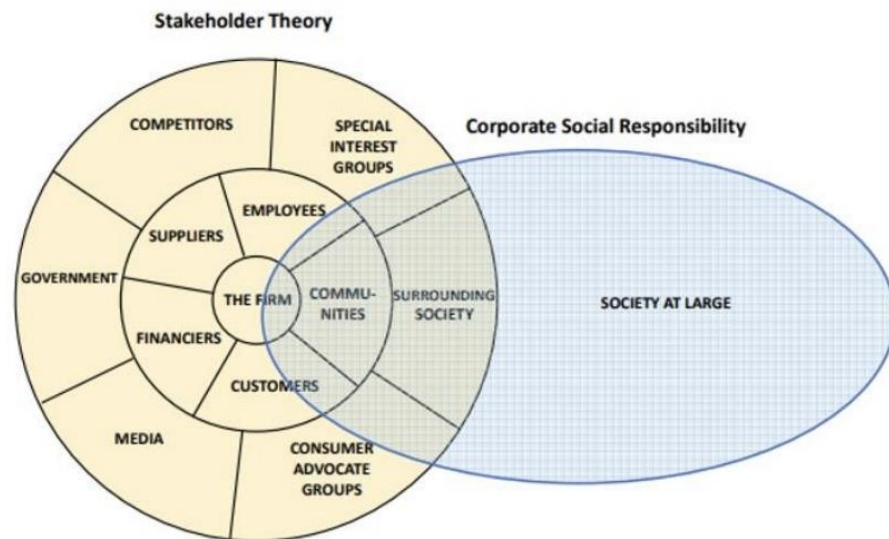 Stakeholder Theory
Corporate Social Responsibility
COMPETITORS
SPECIAL
INTEREST
GROUPS
EMPLOYEES
SUPPLIERS
GOVERNMENT
THE FIRM
COMMU-
NITIES
SURROUNDING
SOCIETY
SOCIETY AT LARGE
FINANCIERS
CUSTOMERS
MEDIA
CONSUMER
ADVOCATE
GROUPS